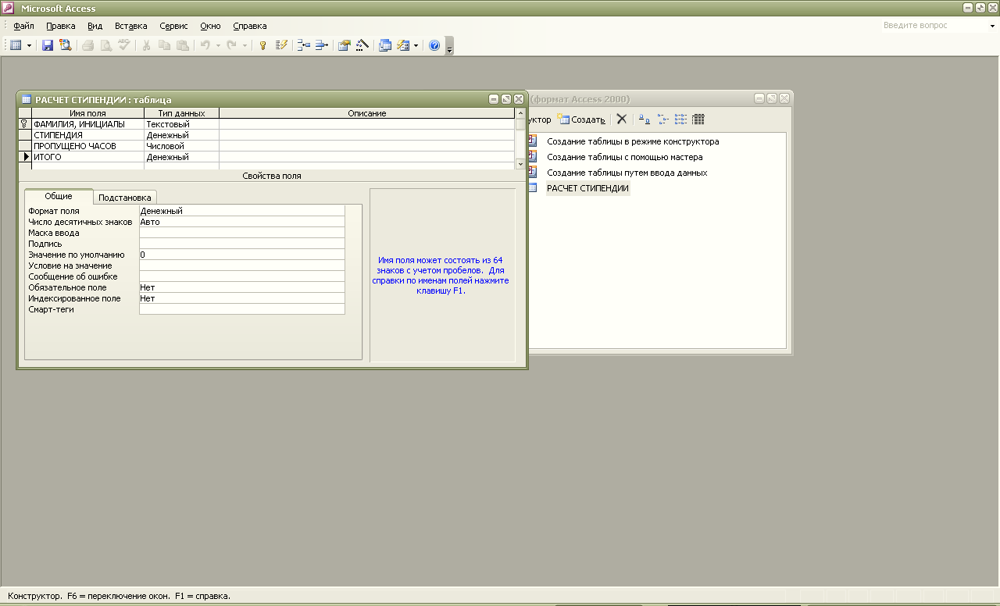 Microsoft Access
Файл Правка Вид Вставка Сервис Окно Справка Введите вопрос
РАСЧЕТ СТИПЕНДИИ : таблица
(формат Access 2000)
Имя поля Тип данных Описание
ФАМИЛИЯ, ИНИЦИАЛЫ Текстовый
СТИПЕНДИЯ Денежный
ПРОПУЩЕНО ЧАСОВ Числовой
ИТОГО Денежный
Свойства поля
уктор Создать
Создание таблицы в режиме конструктора
Создание таблицы с помощью мастера
Создание таблицы путем ввода данных
РАСЧЕТ СТИПЕНДИИ
Общие Подстановка
Формат поля Денежный
Число десятичных знаков Авто
Маска ввода
Подпись
Значение по умолчанию 0
Условие на значение
Сообщение об ошибке
Обязательное поле Нет
Индексированное поле Нет
Смарт-теги
Имя поля может состоять из 64
знаков с учетом пробелов. Для
справки по именам полей нажмите
клавишу F1.
Конструктор. F6 = переключение окон. F1 = справка.